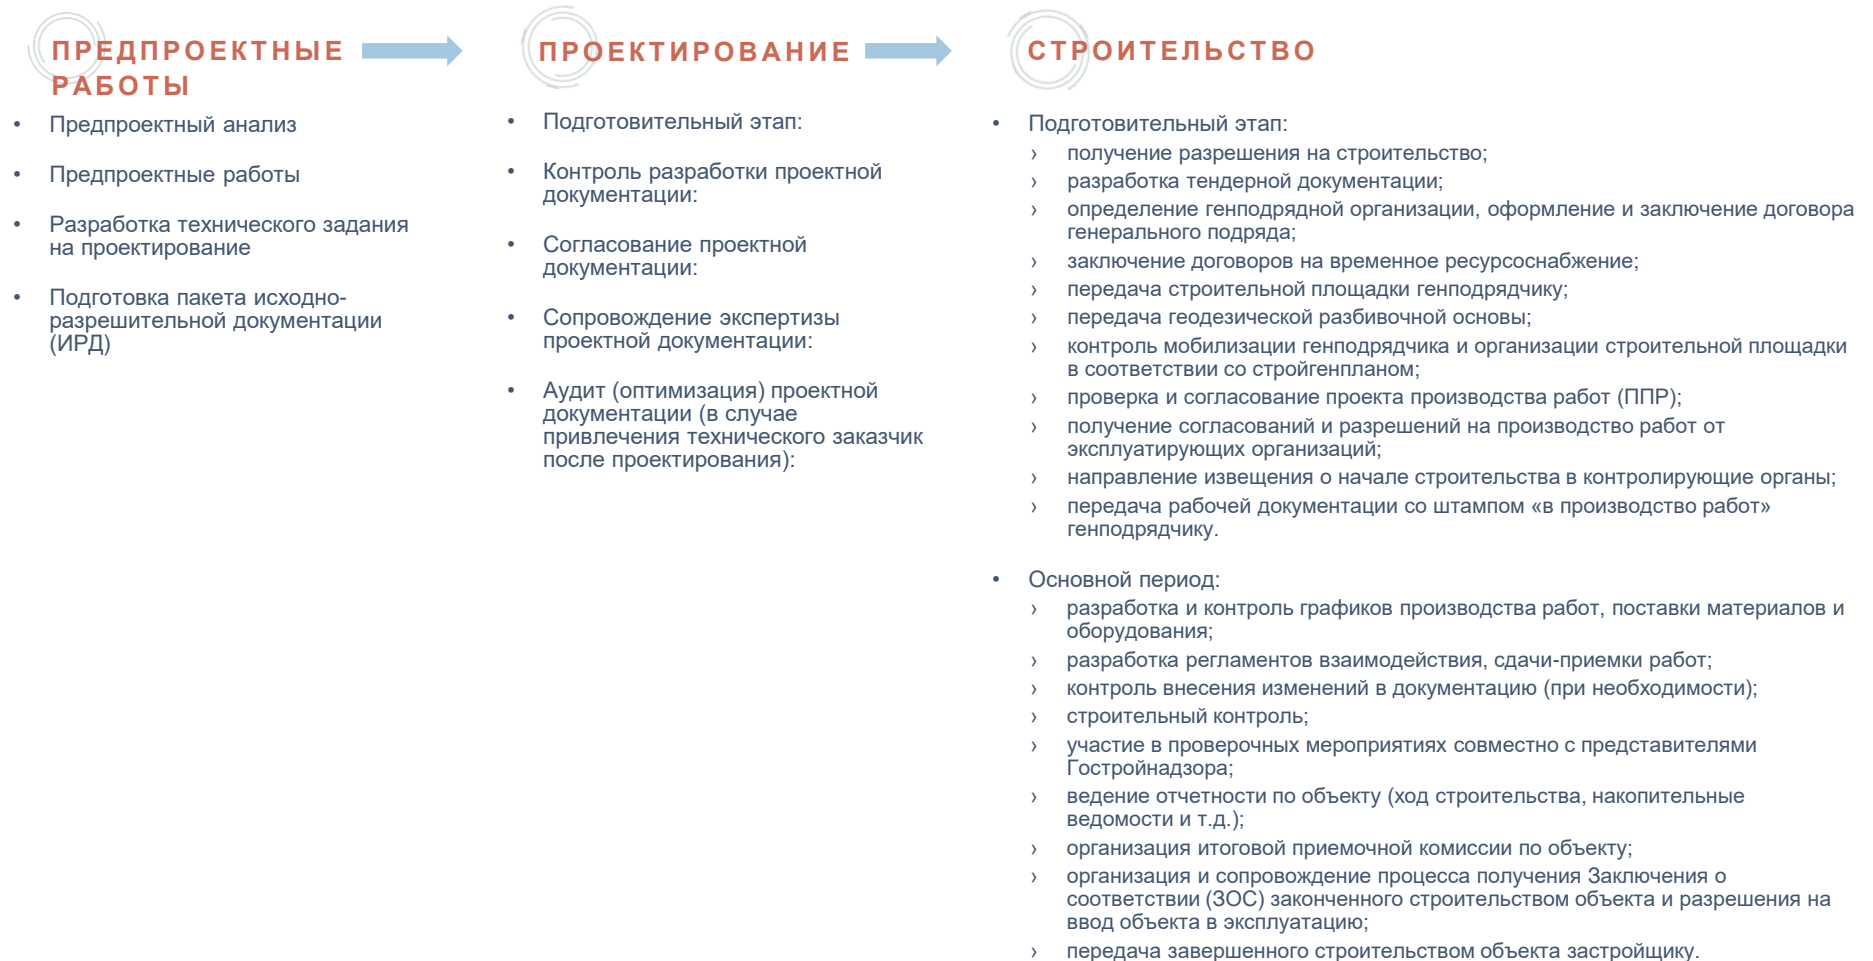 ПРЕДПРОЕКТНЫЕ
РАБОТЫ
• Предпроектный анализ
• Предпроектные работы
• Разработка технического задания
на проектирование
• Подготовка пакета исходно-
разрешительной документации
(ИРД)
ПРОЕКТИРОВАНИЕ
• Подготовительный этап:
• Контроль разработки проектной
документации:
• Согласование проектной
документации:
• Сопровождение экспертизы
проектной документации:
• Аудит (оптимизация) проектной
документации (в случае
привлечения технического заказчик
после проектирования):
СТРОИТЕЛЬСТВО
• Подготовительный этап:
› получение разрешения на строительство;
› разработка тендерной документации;
› определение генподрядной организации, оформление и заключение договора
генерального подряда;
› заключение договоров на временное ресурсоснабжение;
› передача строительной площадки генподрядчику;
› передача геодезической разбивочной основы;
› контроль мобилизации генподрядчика и организации строительной площадки
в соответствии со стройгенпланом;
› проверка и согласование проекта производства работ (ППР);
› получение согласований и разрешений на производство работ от
эксплуатирующих организаций;
› направление извещения о начале строительства в контролирующие органы;
› передача рабочей документации со штампом «в производство работ»
генподрядчику.
• Основной период:
› разработка и контроль графиков производства работ, поставки материалов и
оборудования;
› разработка регламентов взаимодействия, сдачи-приемки работ;
› контроль внесения изменений в документацию (при необходимости);
› строительный контроль;
› участие в проверочных мероприятиях совместно с представителями
Гостройнадзора;
› ведение отчетности по объекту (ход строительства, накопительные
ведомости и т.д.);
› организация итоговой приемочной комиссии по объекту;
› организация и сопровождение процесса получения Заключения о
соответствии (ЗОС) законченного строительством объекта и разрешения на
ввод объекта в эксплуатацию;
› передача завершенного строительством объекта застройщику.